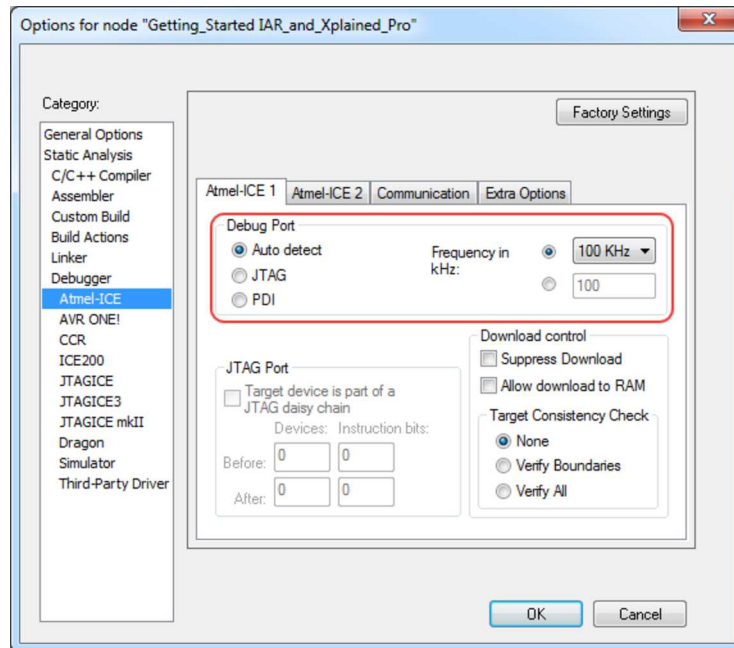 Options for node "Getting_Started IAR_and_Xplained_Pro"
Category:
Factory Settings
General Options
Static Analysis
C/C++ Compiler
Assembler
Custom Build
Build Actions
Linker
Debugger
Atmel-ICE
AVR ONE!
CCR
ICE200
JTAGICE
JTAGICE3
JTAGICE mkII
Dragon
Simulator
Third-Party Driver
Atmel-ICE 1 Atmel-ICE 2 Communication Extra Options
Debug Port
Auto detect
JTAG
PDI
Frequency in
kHz:
100 KHz
100
JTAG Port
Target device is part of a
JTAG daisy chain
Devices: Instruction bits:
Before: 0 0
After: 0 0
Download control
Suppress Download
Allow download to RAM
Target Consistency Check
None
Verify Boundaries
Verify All
OK Cancel